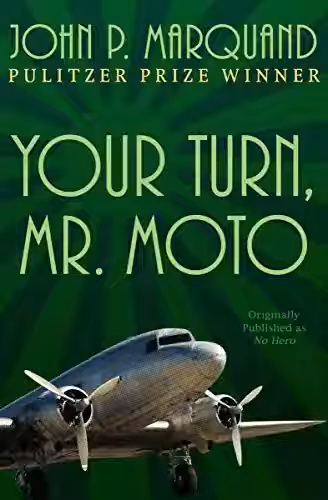 JOHN P. MARQUAND
PULITZER PRIZE WINNER
YOUR TURN,
MR. MOTO
Originally
Published as
No Hero